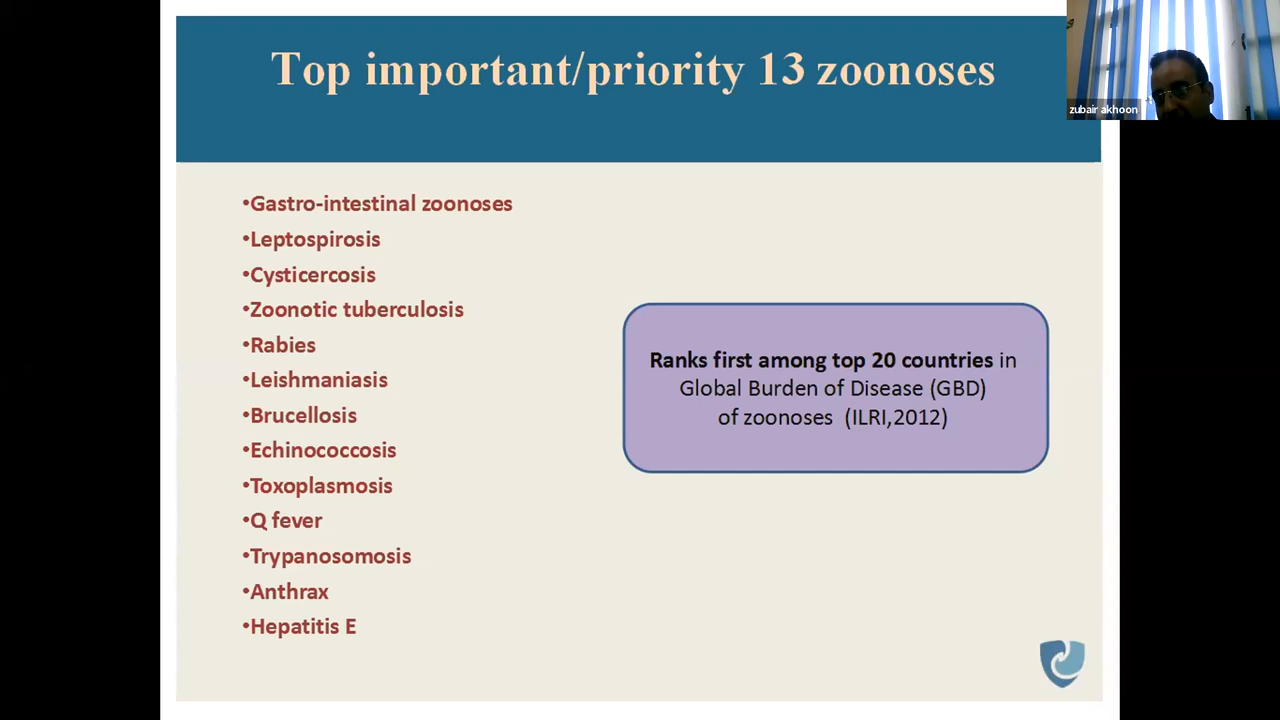 Top important/priority 13 zoonoses
zubair akhoon
•Gastro-intestinal zoonoses
•Leptospirosis
•Cysticercosis
•Zoonotic tuberculosis
•Rabies
•Leishmaniasis
•Brucellosis
•Echinococcosis
•Toxoplasmosis
•Q fever
•Trypanosomosis
•Anthrax
•Hepatitis E
Ranks first among top 20 countries in
Global Burden of Disease (GBD)
of zoonoses (ILRI,2012)